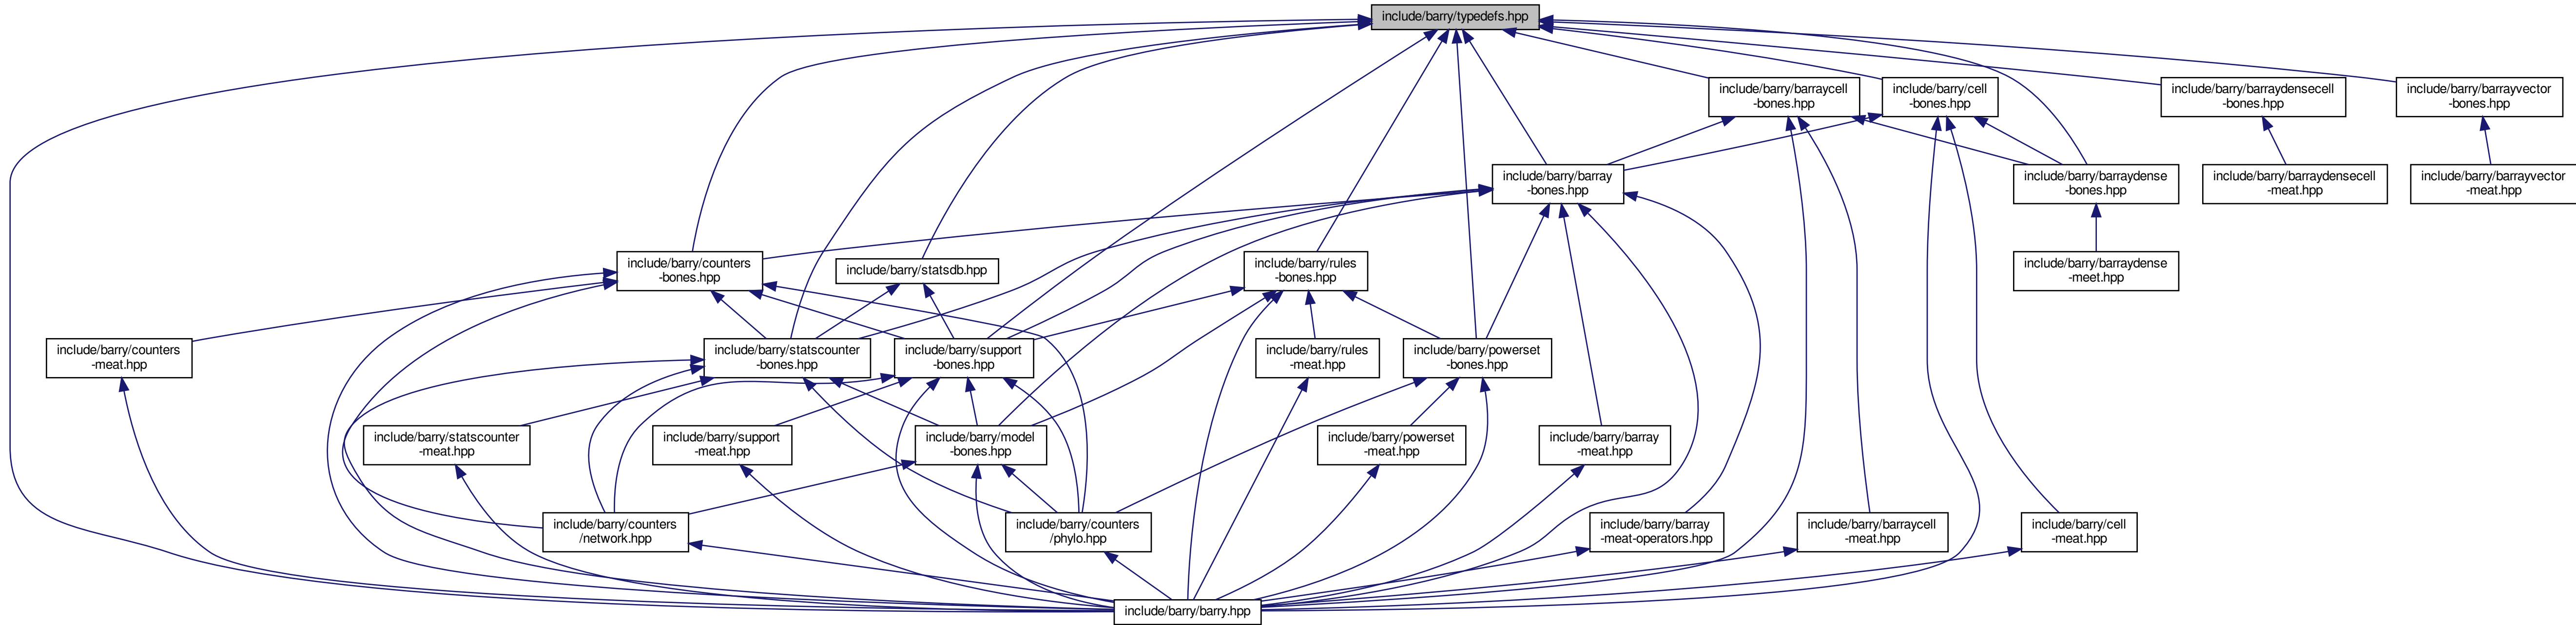 include/barry/typedefs.hpp
include/barry/barraycell
-bones.hpp
include/barry/cell
-bones.hpp
include/barry/barraydensecell
-bones.hpp
include/barry/barrayvector
-bones.hpp
include/barry/barray
-bones.hpp
include/barry/barraydense
-bones.hpp
include/barry/barraydensecell
-meat.hpp
include/barry/barrayvector
-meat.hpp
include/barry/counters
-bones.hpp
include/barry/statsdb.hpp
include/barry/rules
-bones.hpp
include/barry/barraydense
-meet.hpp
include/barry/counters
-meat.hpp
include/barry/statscounter
-bones.hpp
include/barry/support
-bones.hpp
include/barry/rules
-meat.hpp
include/barry/powerset
-bones.hpp
include/barry/statscounter
-meat.hpp
include/barry/support
-meat.hpp
include/barry/model
-bones.hpp
include/barry/powerset
-meat.hpp
include/barry/barray
-meat.hpp
include/barry/counters
/network.hpp
include/barry/counters
/phylo.hpp
include/barry/barray
-meat-operators.hpp
include/barry/barraycell
-meat.hpp
include/barry/cell
-meat.hpp
include/barry/barry.hpp